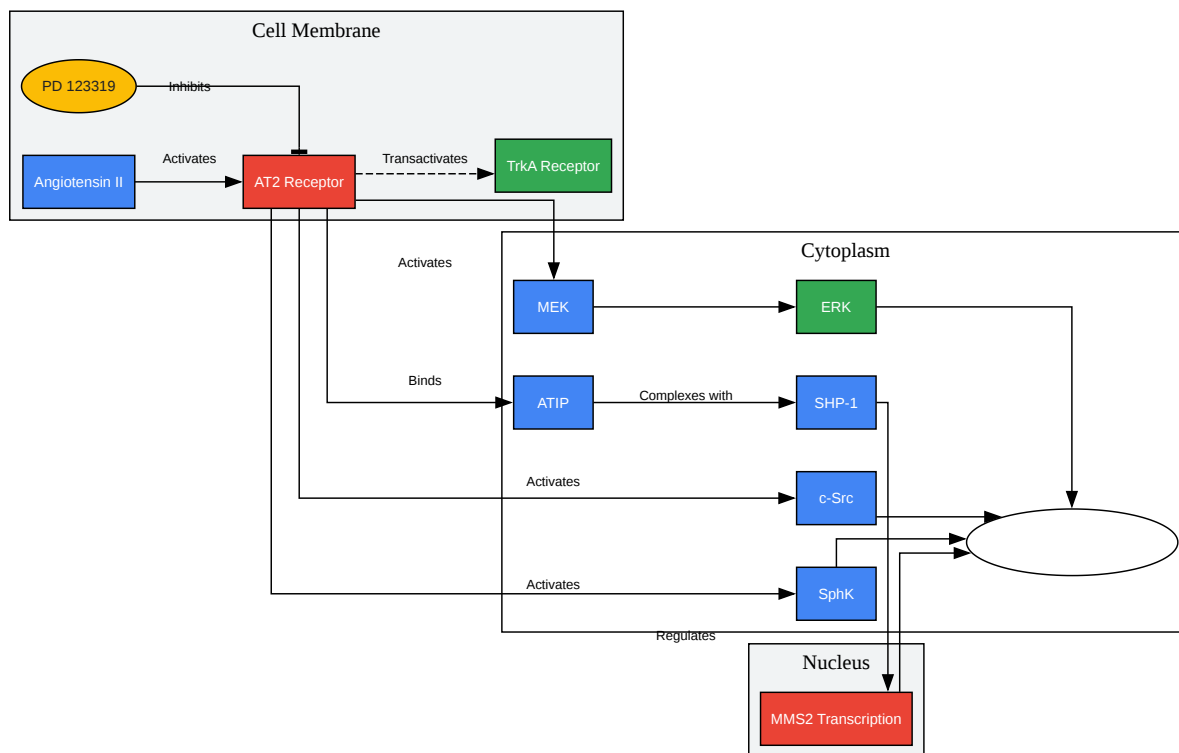 Cell Membrane
PD 123319
Inhibits
Angiotensin II
Activates
AT2 Receptor
Transactivates
TrkA Receptor
Cytoplasm
Activates
MEK
ERK
Binds
ATIP
Complexes with
SHP-1
Activates
c-Src
Activates
SphK
Regulates
Nucleus
MMS2 Transcription